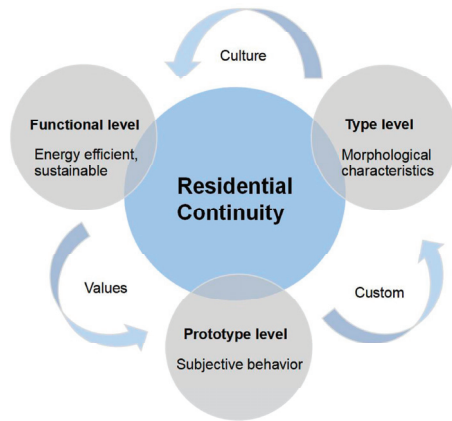 Culture
Functional level
Energy efficient,
sustainable
Type level
Morphological
characteristics
Residential
Continuity
Values
Custom
Prototype level
Subjective behavior